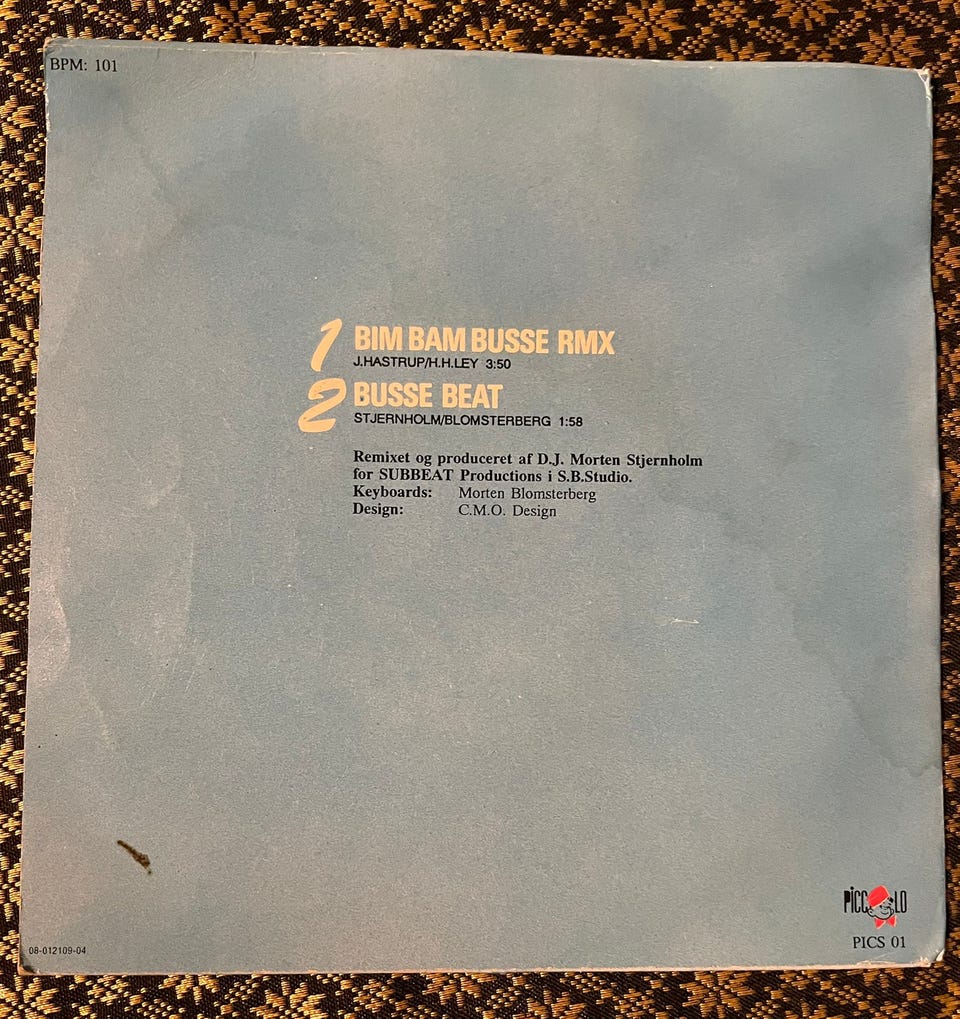 BPM: 101
1 BIM BAM BUSSE RMX
J.HASTRUP/H.H.LEY 3:50
2 BUSSE BEAT
STJERNHOLM/BLOMSTERBERG 1:58
Remixet og produceret af D.J. Morten Stjernholm
for SUBBEAT Productions i S.B.Studio.
Keyboards: Morten Blomsterberg
Design: C.M.O. Design
PICCOLO
PICS 01
08-012109-04